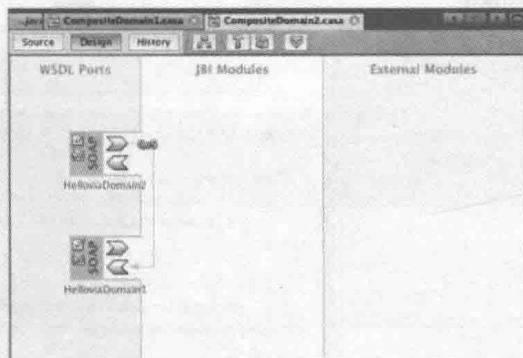 CompositeDomain1.casa CompositeDomain2.casa
Source Design History
WSDL Ports JBI Modules External Modules
SOAP
HelloviaDomain2
SOAP
HelloviaDomain1